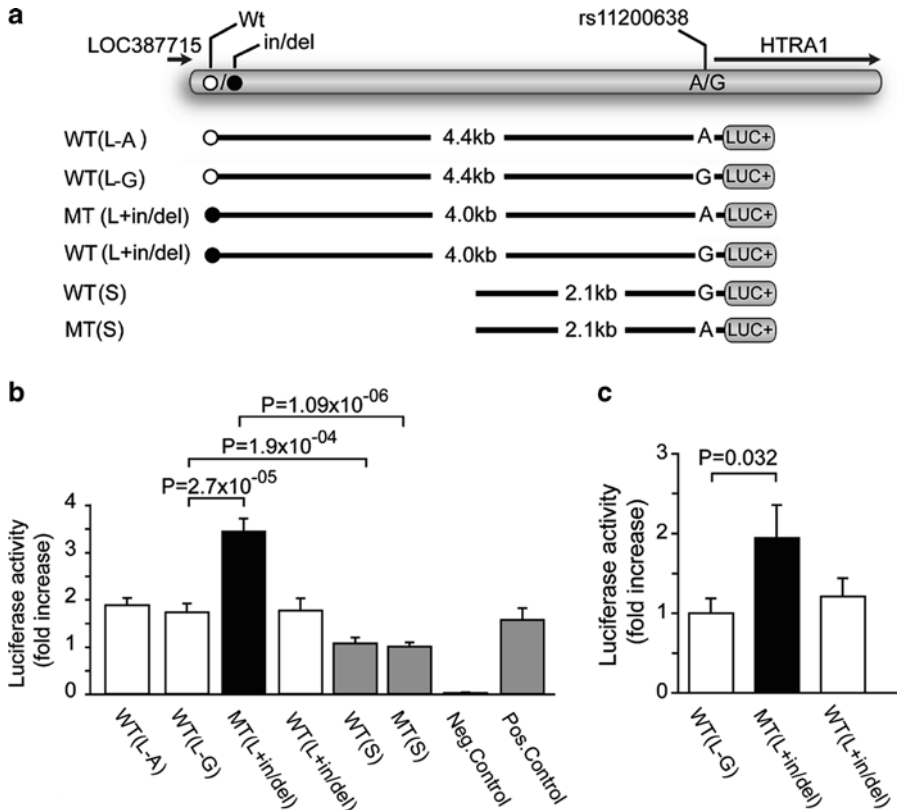 a
Wt
in/del
LOC387715
rs11200638
HTRA1
/
A/G
WT(L-A) 4.4kb A LUC+
WT(L-G) 4.4kb G LUC+
MT (L+in/del) 4.0kb A LUC+
WT (L+in/del) 4.0kb G LUC+
WT(S) 2.1kb G LUC+
MT(S) 2.1kb A LUC+
b
P=1.09x10-06
P=1.9x10-04
P=2.7x10-05
Luciferase activity
(fold increase)
4
3
2
1
0
WT(L-A)
WT(L-G)
MT(L+in/del)
WT(L+in/del)
WT(S)
MT(S)
Neg.Control
Pos.Control
c
P=0.032
Luciferase activity
(fold increase)
3
2
1
0
WT(L-G)
MT(L+in/del)
WT(L+in/del)